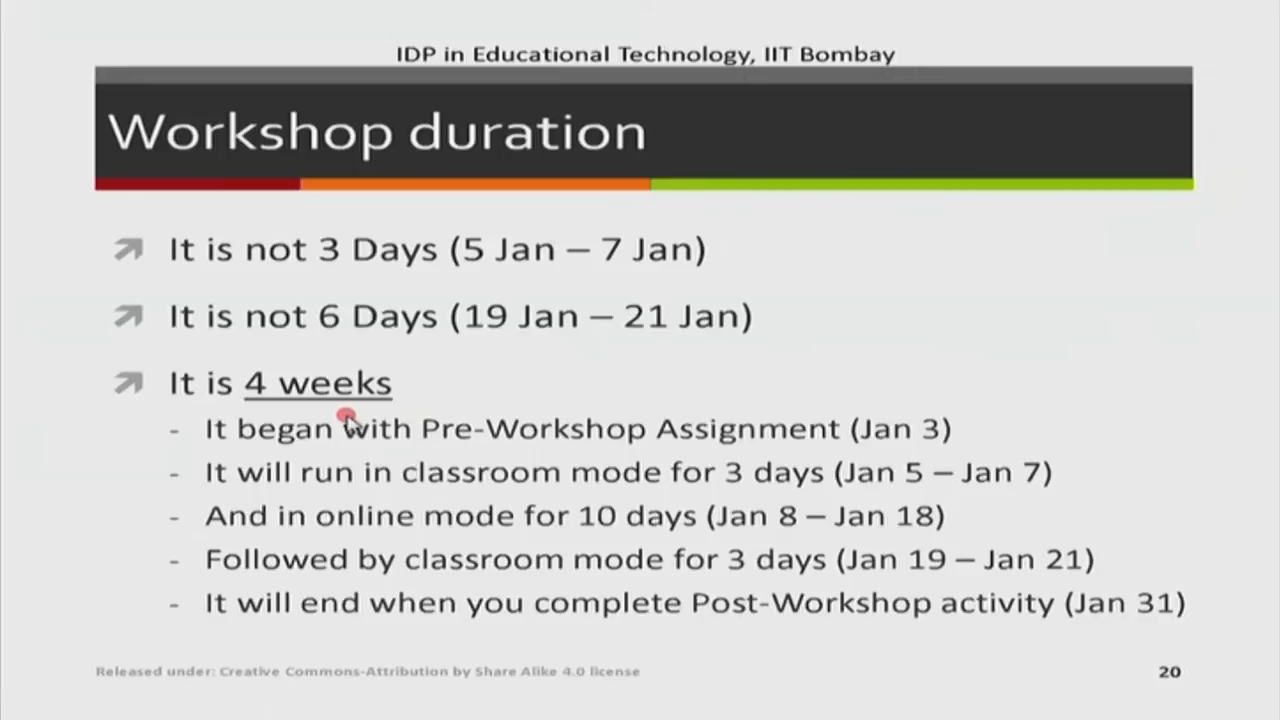 IDP in Educational Technology, IIT Bombay
Workshop duration
It is not 3 Days (5 Jan – 7 Jan)
It is not 6 Days (19 Jan – 21 Jan)
It is 4 weeks
- It began with Pre-Workshop Assignment (Jan 3)
- It will run in classroom mode for 3 days (Jan 5 – Jan 7)
- And in online mode for 10 days (Jan 8 – Jan 18)
- Followed by classroom mode for 3 days (Jan 19 – Jan 21)
- It will end when you complete Post-Workshop activity (Jan 31)
Released under: Creative Commons-Attribution by Share Alike 4.0 license
20